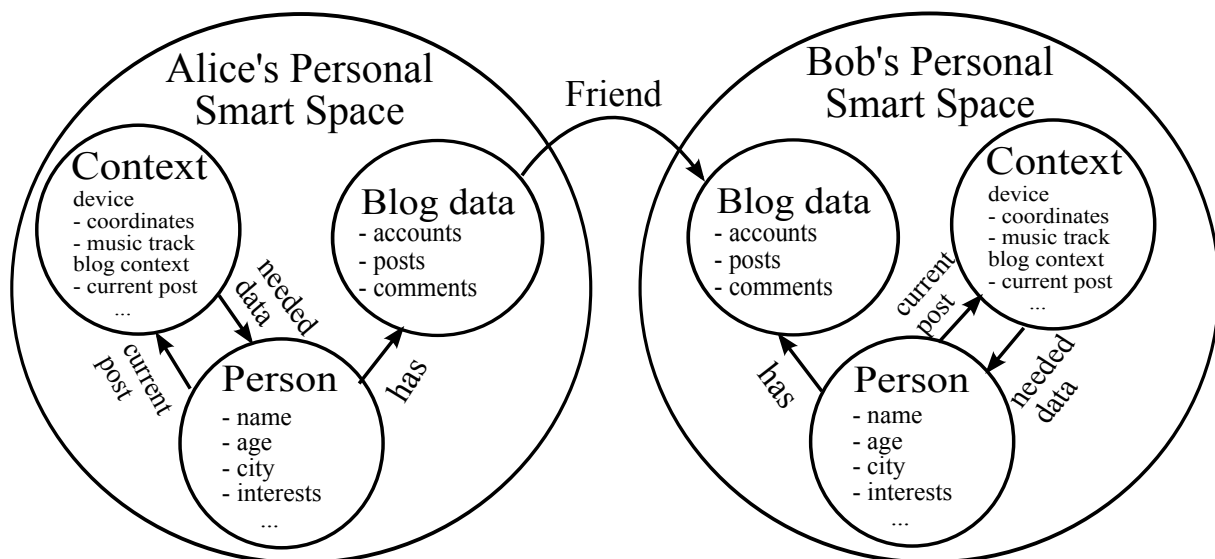 Alice's Personal
Smart Space
Context
device
- coordinates
- music track
blog context
- current post
...
Blog data
- accounts
- posts
- comments
needed
data
current
post
has
Person
- name
- age
- city
- interests
...
Friend
Bob's Personal
Smart Space
Blog data
- accounts
- posts
- comments
Context
device
- coordinates
- music track
blog context
- current post
...
current
post
needed
data
has
Person
- name
- age
- city
- interests
...